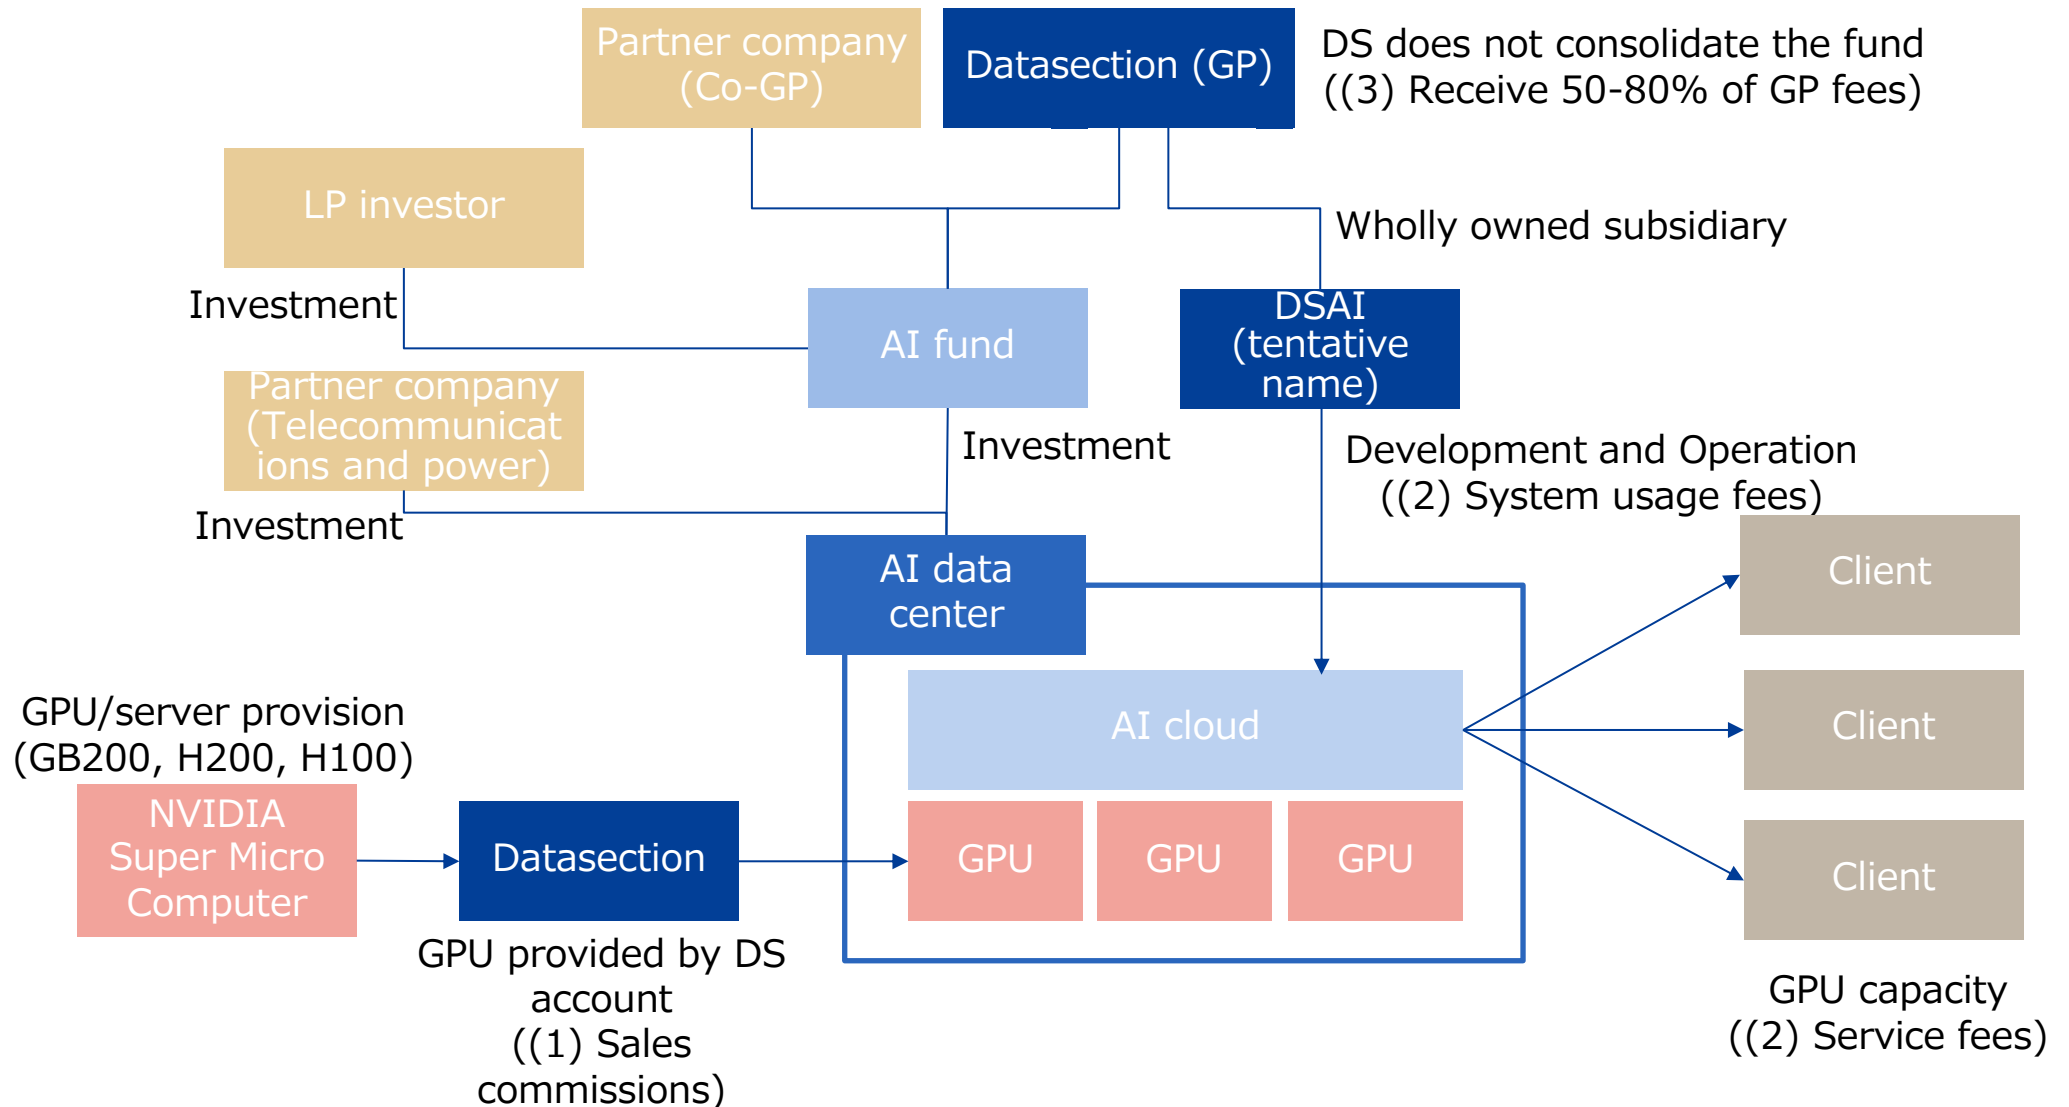 Partner company
(Co-GP)
Datasection (GP)
DS does not consolidate the fund
((3) Receive 50-80% of GP fees)
LP investor
Wholly owned subsidiary
Investment
AI fund
DSAI
(tentative
name)
Partner company
(Telecommunicat
ions and power)
Investment
Development and Operation
((2) System usage fees)
Investment
AI data
center
Client
GPU/server provision
(GB200, H200, H100)
AI cloud
Client
NVIDIA
Super Micro
Computer
Datasection
GPU
GPU
GPU
Client
GPU provided by DS
account
((1) Sales
commissions)
GPU capacity
((2) Service fees)